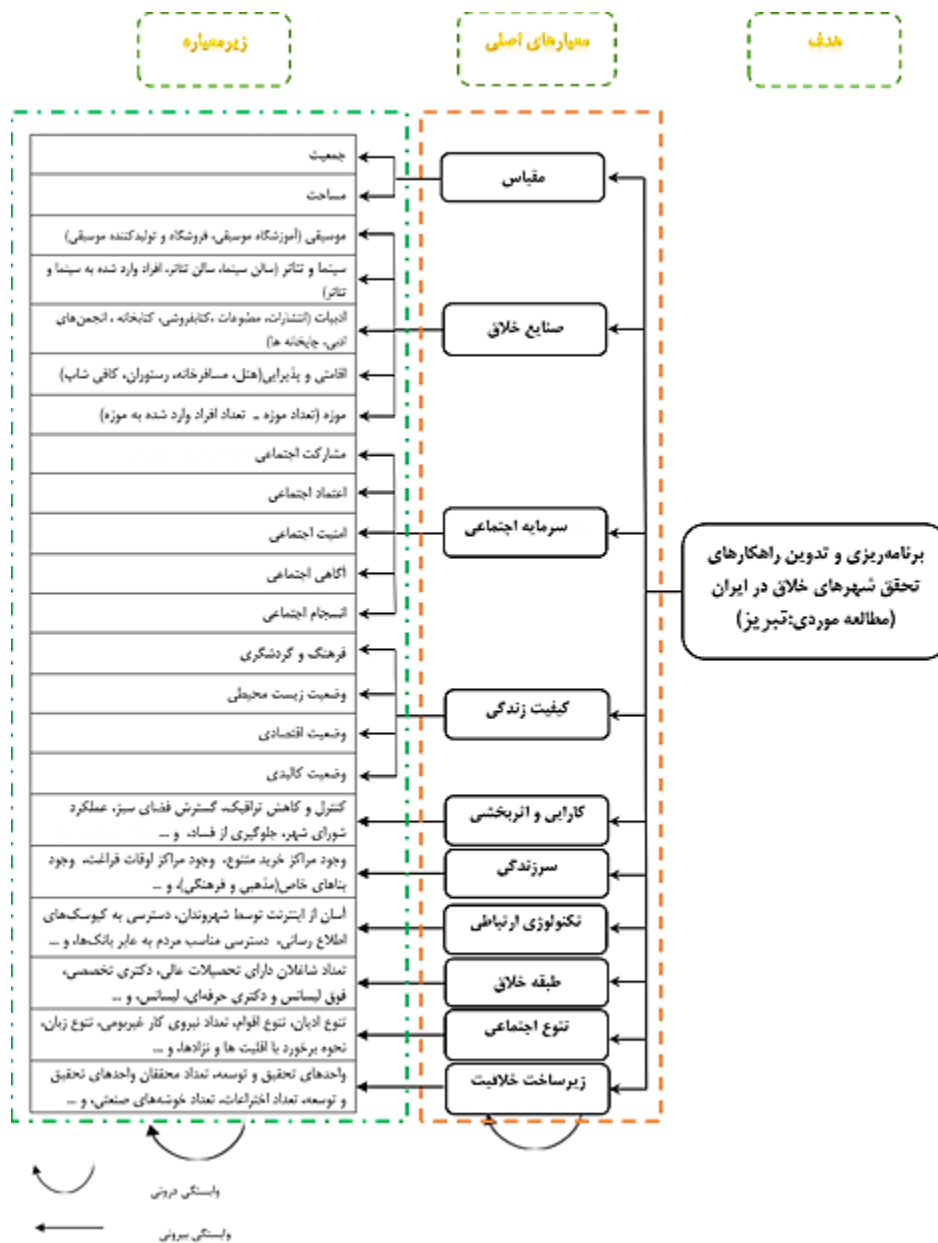 هدف
معیارهای اصلی
زیرمعیاره
برنامه‌ریزی و تدوین راهکارهای
تحقق شهرهای خلاق در ایران
(مطالعه موردی:تبریز)
مقیاس
جمعیت
مساحت
صنایع خلاق
موسیقی (آموزشگاه موسیقی، فروشگاه و تولیدکننده موسیقی)
سینما و تئاتر (سالن سینما، سالن تئاتر، افراد وارد شده به سینما و
تئاتر)
ادبیات (انتشارات، مطبوعات ،کتابفروشی، کتابخانه ، انجمن‌های
ادبی، چاپخانه ها)
اقامتی و پذیرایی(هتل، مسافرخانه، رستوران، کافی شاپ)
موزه (تعداد موزه – تعداد افراد وارد شده به موزه)
سرمایه اجتماعی
مشارکت اجتماعی
اعتماد اجتماعی
امنیت اجتماعی
آگاهی اجتماعی
انسجام اجتماعی
کیفیت زندگی
فرهنگ و گردشگری
وضعیت زیست محیطی
وضعیت اقتصادی
وضعیت کالبدی
کارایی و اثربخشی
کنترل و کاهش ترافیک، گسترش فضای سبز، عملکرد
شورای شهر، جلوگیری از فساد، و ...
سرزندگی
وجود مراکز خرید متنوع، وجود مراکز اوقات فراغت، وجود
بناهای خاص(مذهبی و فرهنگی)، و ...
تکنولوژی ارتباطی
آسان از اینترنت توسط شهروندان، دسترسی به کیوسک‌های
اطلاع رسانی، دسترسی مناسب مردم به عابر بانک‌ها، و ...
طبقه خلاق
تعداد شاغلان دارای تحصیلات عالی، دکتری تخصصی،
فوق لیسانس و دکتری حرفه‌ای، لیسانس، و ...
تنوع اجتماعی
تنوع ادیان، تنوع اقوام، تعداد نیروی کار غیربومی، تنوع زبان،
نحوه برخورد با اقلیت ها و نژادها، و ...
زیرساخت خلاقیت
واحدهای تحقیق و توسعه، تعداد محققان واحدهای تحقیق
و توسعه، تعداد اختراعات، تعداد خوشه‌های صنعتی، و ...
وابستگی درونی
وابستگی بیرونی